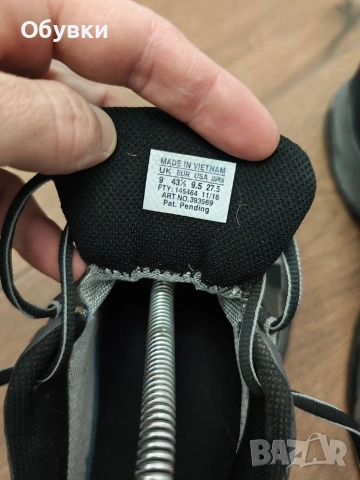 Обувки
MADE IN VIETNAM
UK EUR USA JAPAN
9 43⅓ 9.5 27.5
FTY: 145464 11/16
ART NO.393569
Pat. Pending
BAZAR